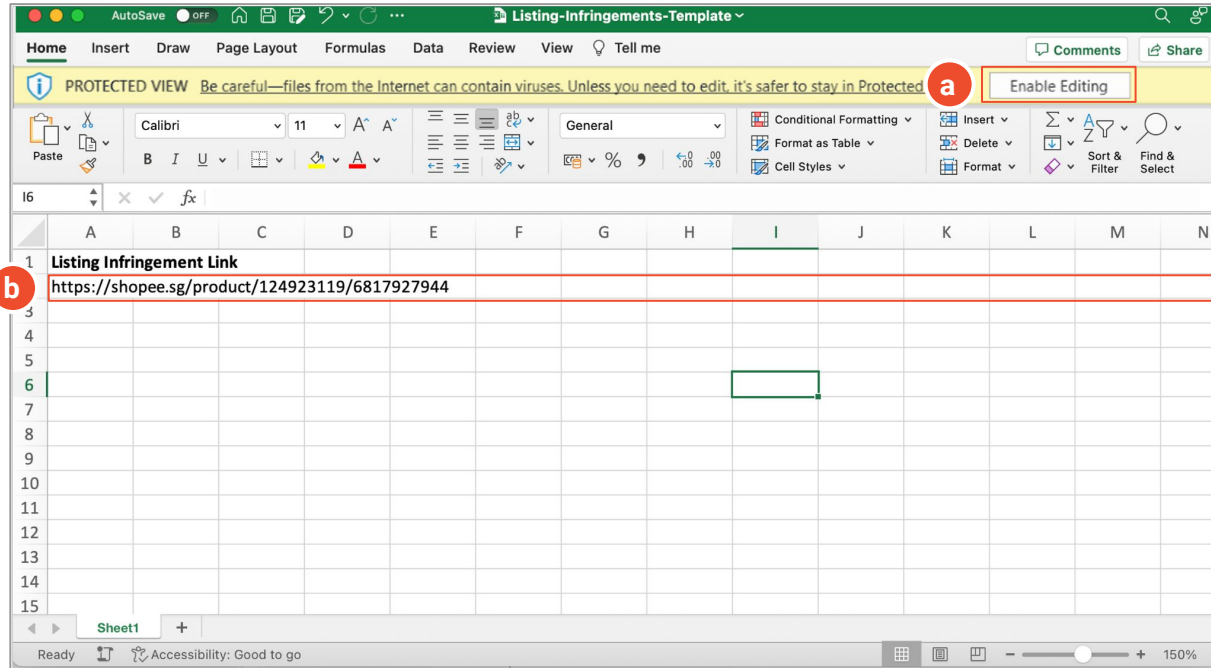 AutoSave OFF ··· Listing-Infringements-Template
Home Insert Draw Page Layout Formulas Data Review View Tell me Comments Share
PROTECTED VIEW Be careful—files from the Internet can contain viruses. Unless you need to edit, it's safer to stay in Protected a Enable Editing
Paste Calibri 11 A^ A˅ General Conditional Formatting Insert
Format as Table Delete
B I U A % 9 .00 .00 Cell Styles Format Sort & Filter Find & Select
I6 fx
A B C D E F G H I J K L M N
1 Listing Infringement Link
b https://shopee.sg/product/124923119/6817927944
3
4
5
6
7
8
9
10
11
12
13
14
15
Sheet1 +
Ready Accessibility: Good to go - + 150%